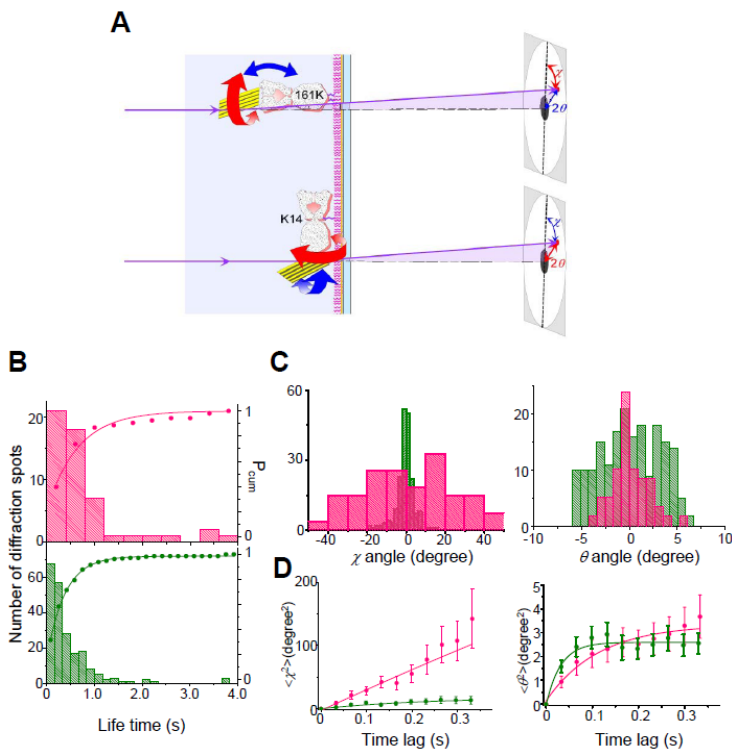 A
161K
χ
2θ
K14
χ
2θ
B
Number of diffraction spots
20
10
0
1
0
P cum
60
40
20
0
1
0
0
1.0
2.0
3.0
4.0
Life time (s)
C
60
30
0
-40
-20
0
20
40
χ angle (degree)
20
10
0
-10
-5
0
5
10
θ angle (degree)
D
<χ²>(degree²)
200
100
0
0
0.1
0.2
0.3
Time lag (s)
<θ²>(degree²)
5
4
3
2
1
0
0
0.1
0.2
0.3
Time lag (s)